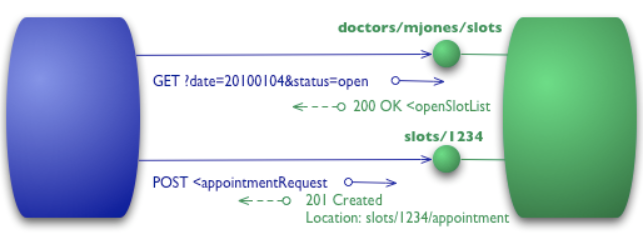 doctors/mjones/slots
GET ?date=20100104&status=open
200 OK <openSlotList
slots/1234
POST <appointmentRequest
201 Created
Location: slots/1234/appointment